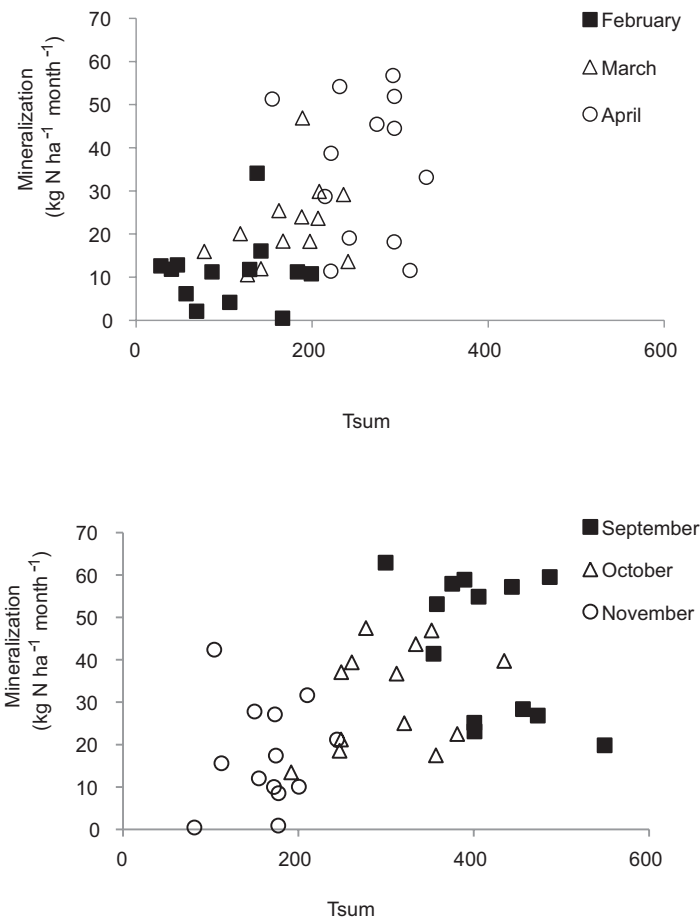 Mineralization
(kg N ha⁻¹ month⁻¹)
70
60
50
40
30
20
10
0
0 200 400 600
Tsum
February
March
April
Mineralization
(kg N ha⁻¹ month⁻¹)
70
60
50
40
30
20
10
0
0 200 400 600
Tsum
September
October
November